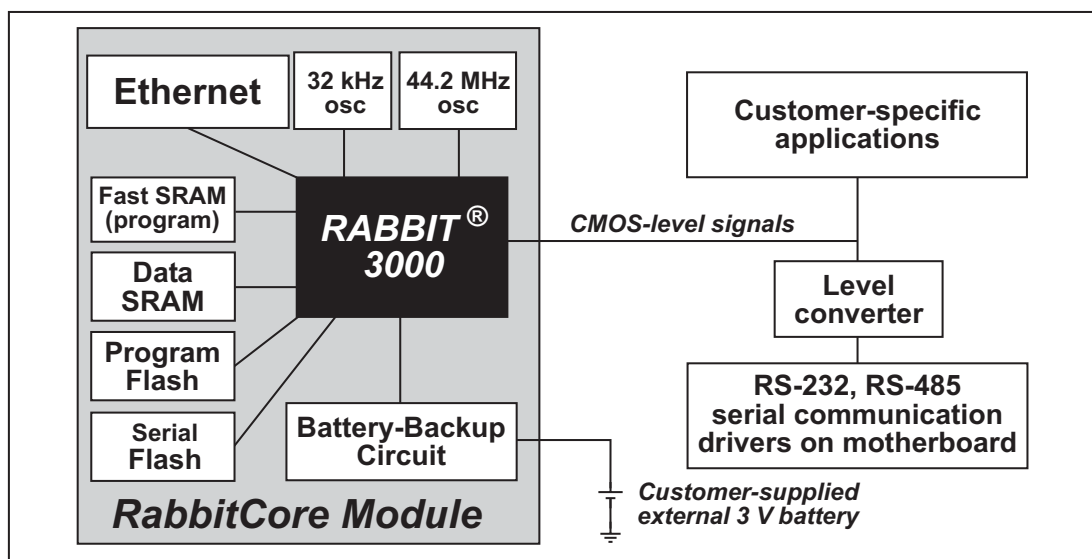 Ethernet
32 kHz
osc
44.2 MHz
osc
Fast SRAM
(program)
Data
SRAM
Program
Flash
Serial
Flash
RABBIT ®
3000
Battery-Backup
Circuit
RabbitCore Module
CMOS-level signals
Customer-specific
applications
Level
converter
RS-232, RS-485
serial communication
drivers on motherboard
Customer-supplied
external 3 V battery